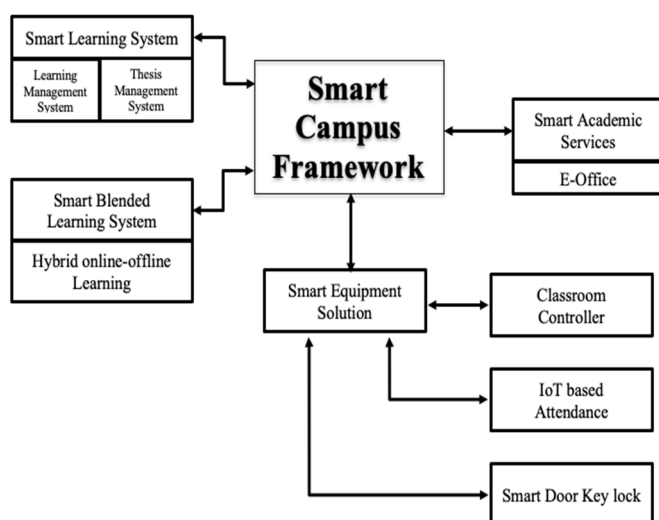 Smart Learning System
Learning
Management
System
Thesis
Management
System
Smart
Campus
Framework
Smart Academic
Services
E-Office
Smart Blended
Learning System
Hybrid online-offline
Learning
Smart Equipment
Solution
Classroom
Controller
IoT based
Attendance
Smart Door Key lock